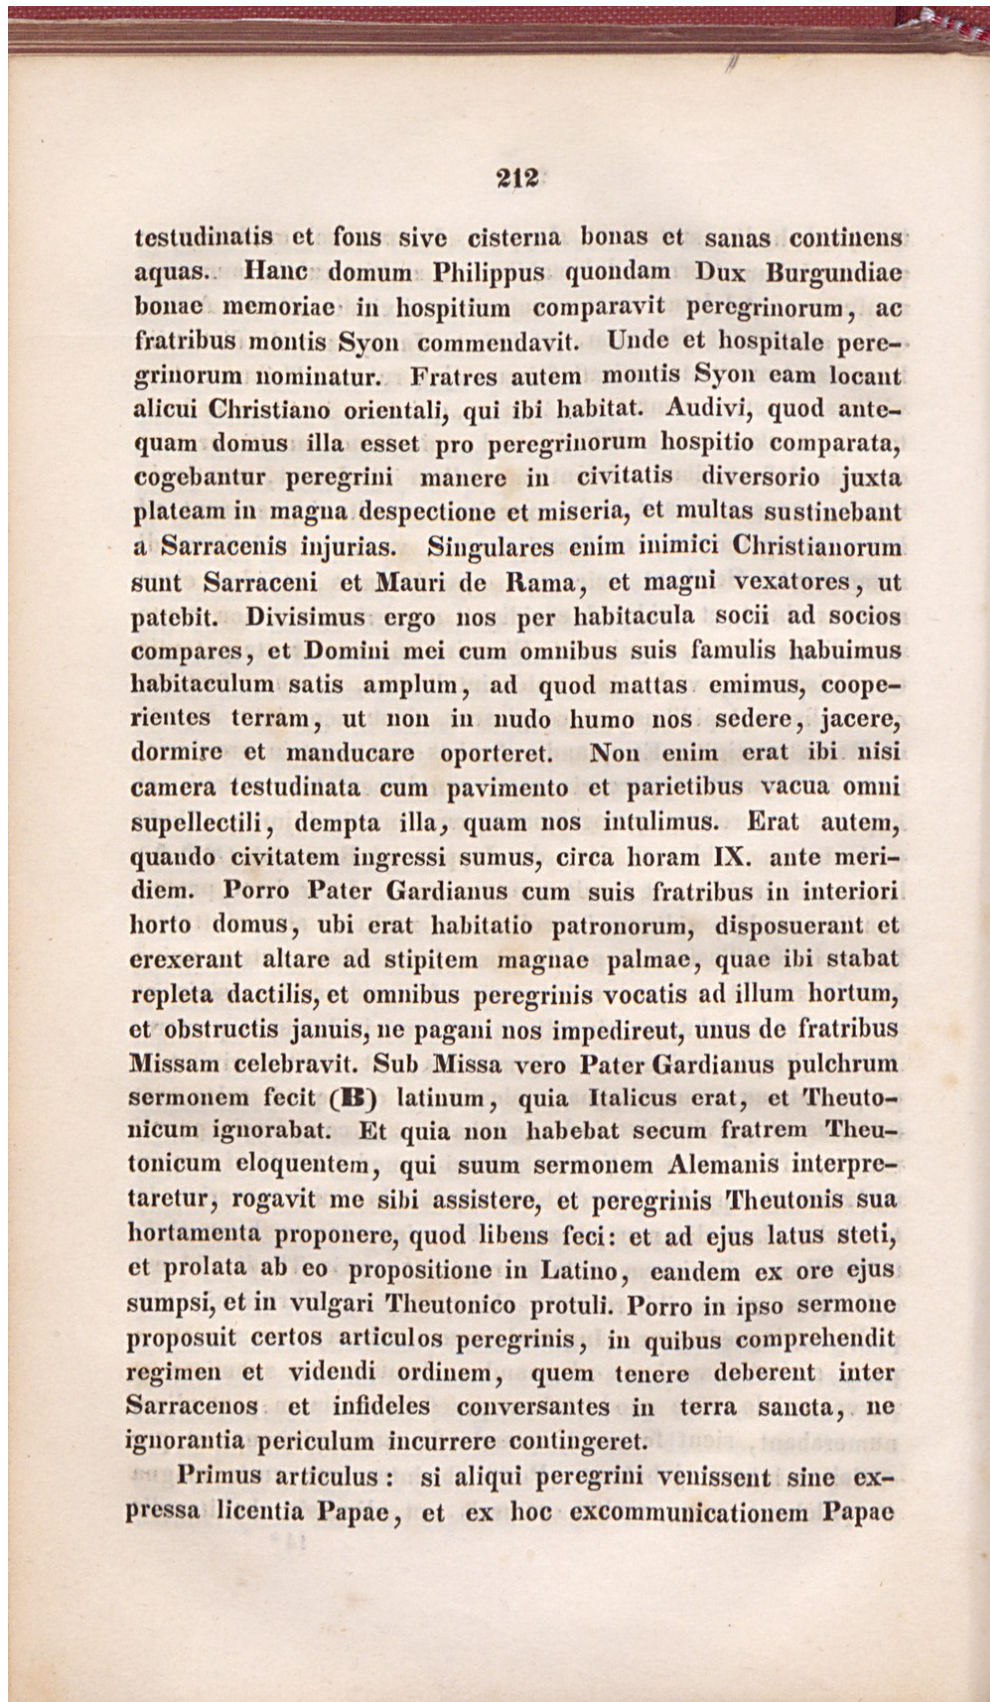 212
testudinatis et fons sive cisterna bonas et sanas continens
aquas. Hanc domum Philippus quondam Dux Burgundiae
bonae memoriae in hospitium comparavit peregrinorum, ac
fratribus montis Syon commendavit. Unde et hospitale pere-
grinorum nominatur. Fratres autem montis Syon eam locant
alicui Christiano orientali, qui ibi habitat. Audivi, quod ante-
quam domus illa esset pro peregrinorum hospitio comparata,
cogebantur peregrini manere in civitatis diversorio juxta
plateam in magna despectione et miseria, et multas sustinebant
a Sarracenis injurias. Singulares enim inimici Christianorum
sunt Sarraceni et Mauri de Rama, et magni vexatores, ut
patebit. Divisimus ergo nos per habitacula socii ad socios
compares, et Domini mei cum omnibus suis famulis habuimus
habitaculum satis amplum, ad quod mattas emimus, coope-
rientes terram, ut non in nudo humo nos sedere, jacere,
dormire et manducare oporteret. Non enim erat ibi nisi
camera testudinata cum pavimento et parietibus vacua omni
supellectili, dempta illa, quam nos intulimus. Erat autem,
quando civitatem ingressi sumus, circa horam IX. ante meri-
diem. Porro Pater Gardianus cum suis fratribus in interiori
horto domus, ubi erat habitatio patronorum, disposuerant et
erexerant altare ad stipitem magnae palmae, quae ibi stabat
repleta dactilis, et omnibus peregrinis vocatis ad illum hortum,
et obstructis januis, ne pagani nos impedireut, unus de fratribus
Missam celebravit. Sub Missa vero Pater Gardianus pulchrum
sermonem fecit (B) latinum, quia Italicus erat, et Theuto-
nicum ignorabat. Et quia non habebat secum fratrem Theu-
tonicum eloquentem, qui suum sermonem Alemanis interpre-
taretur, rogavit me sibi assistere, et peregrinis Theutonis sua
hortamenta proponere, quod libens feci: et ad ejus latus steti,
et prolata ab eo propositione in Latino, eandem ex ore ejus
sumpsi, et in vulgari Theutonico protuli. Porro in ipso sermone
proposuit certos articulos peregrinis, in quibus comprehendit
regimen et videndi ordinem, quem tenere deberent inter
Sarracenos et infideles conversantes in terra sancta, ne
ignorantia periculum incurrere contingeret.
Primus articulus: si aliqui peregrini venissent sine ex-
pressa licentia Papae, et ex hoc excommunicationem Papae